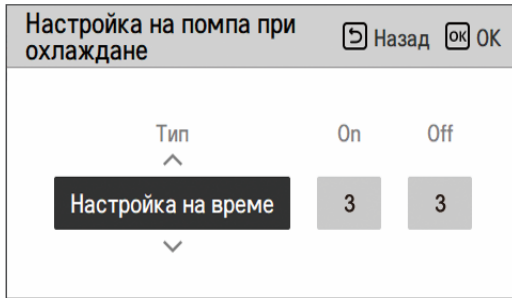 Настройка на помпа при
охлаждане
Назад OK OK
Тип On Off
Настройка на време 3 3